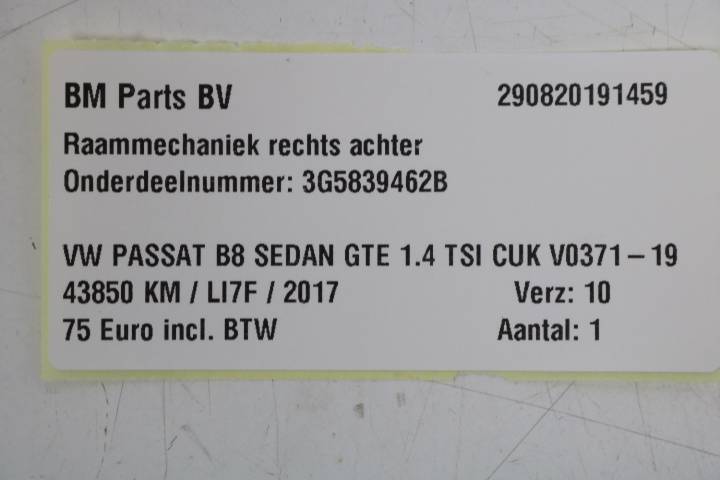 BM Parts BV 290820191459
Raammechaniek rechts achter
Onderdeelnummer: 3G5839462B
VW PASSAT B8 SEDAN GTE 1.4 TSI CUK V0371-19
43850 KM / LI7F / 2017 Verz: 10
75 Euro incl. BTW Aantal: 1